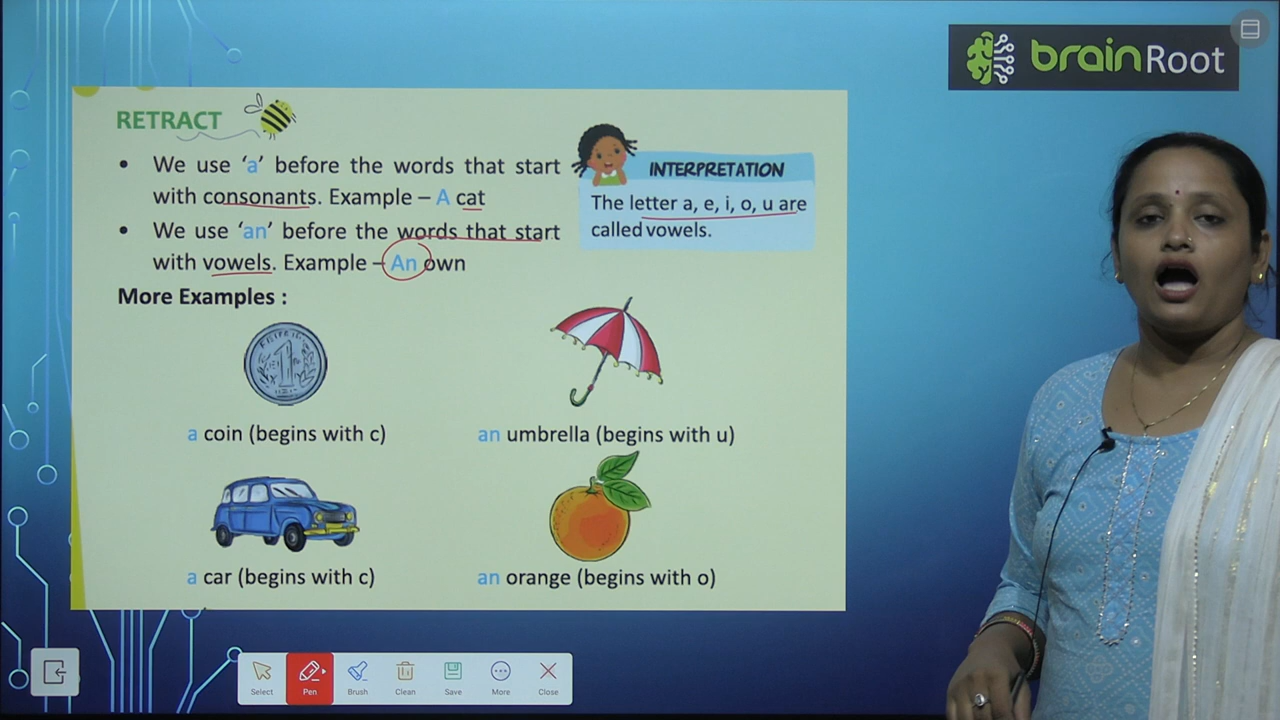 brainRoot
RETRACT
• We use ‘a’ before the words that start
with consonants. Example – A cat
• We use ‘an’ before the words that start
with vowels. Example – An own
INTERPRETATION
The letter a, e, i, o, u are
called vowels.
More Examples :
1
a coin (begins with c)
an umbrella (begins with u)
a car (begins with c)
an orange (begins with o)
Select Pen Brush Clean Save More Close